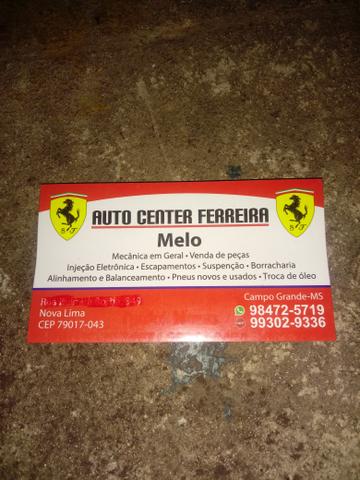 AUTO CENTER FERREIRA
Melo
Mecânica em Geral • Venda de peças
Injeção Eletrônica • Escapamentos • Suspenção • Borracharia
Alinhamento e Balanceamento • Pneus novos e usados • Troca de óleo
S F
S F
Campo Grande-MS
Nova Lima
98472-5719
CEP 79017-043
99302-9336